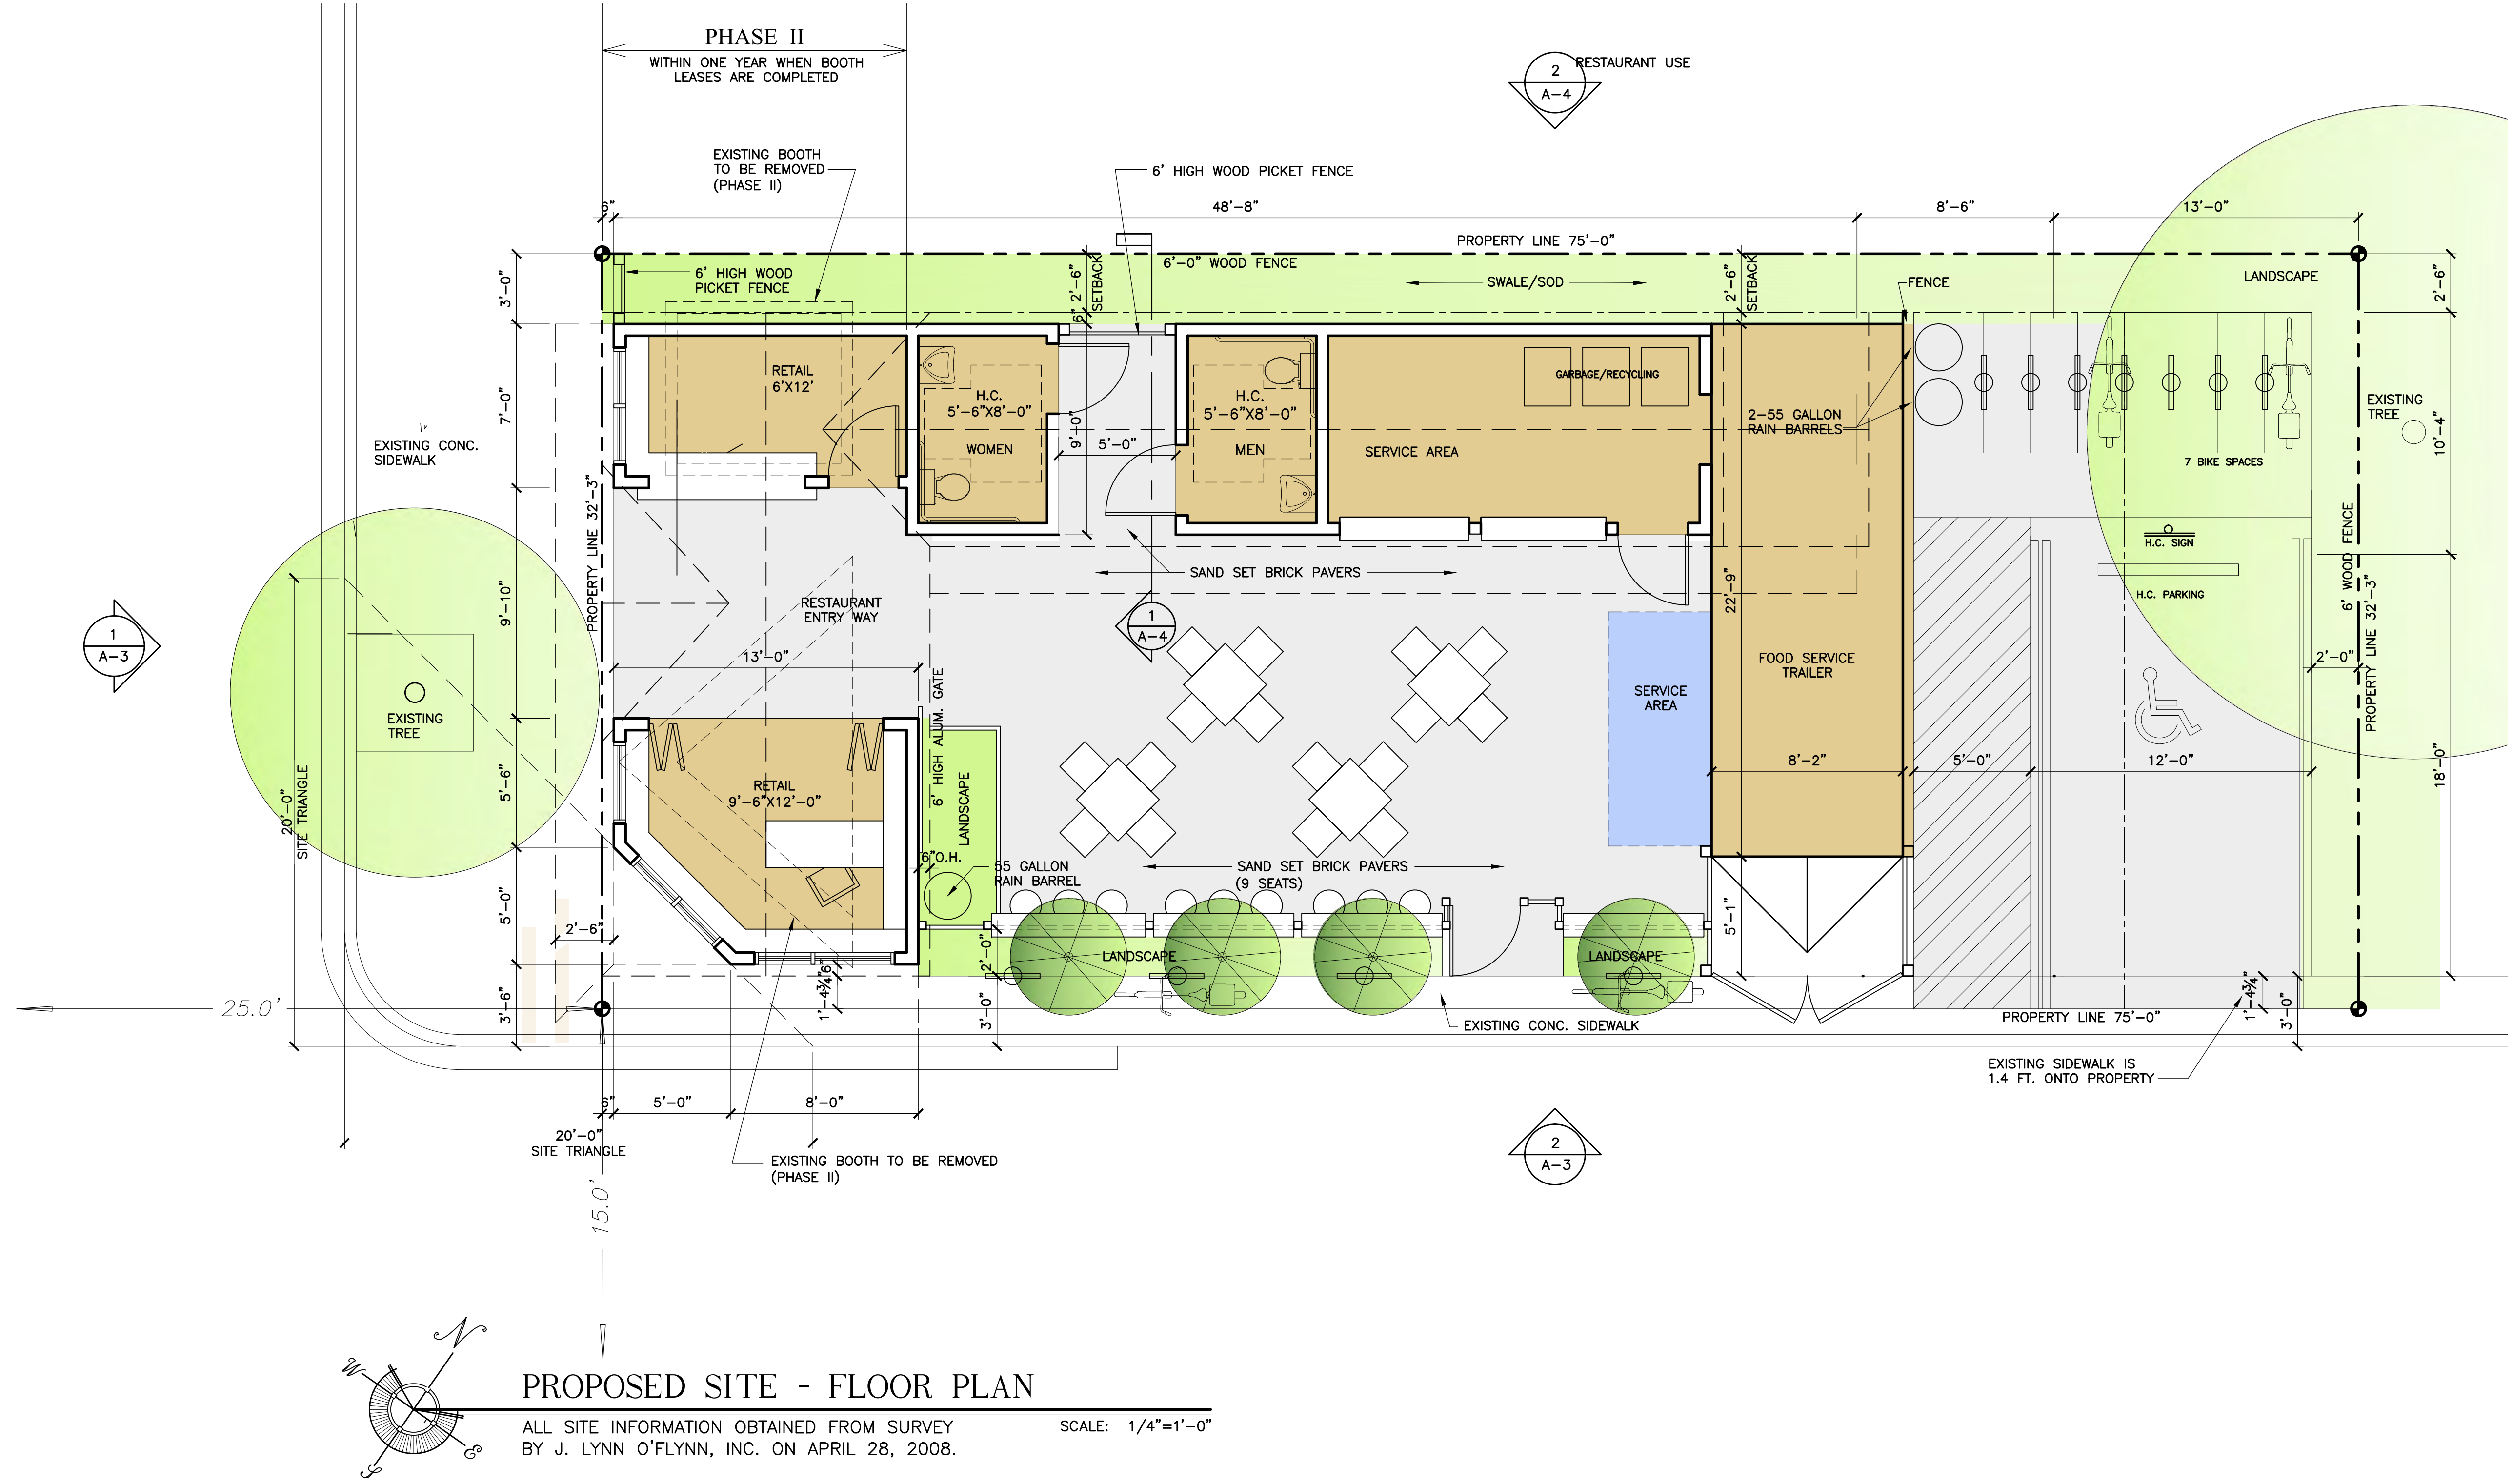 PHASE II
WITHIN ONE YEAR WHEN BOOTH
LEASES ARE COMPLETED
2
A-4
RESTAURANT USE
EXISTING BOOTH
TO BE REMOVED
(PHASE II)
6' HIGH WOOD PICKET FENCE
6"
48'-8"
8'-6"
13'-0"
PROPERTY LINE 75'-0"
6'-0" WOOD FENCE
3'-0"
6' HIGH WOOD
PICKET FENCE
2'-6"
SETBACK
6"
SWALE/SOD
2'-6"
SETBACK
FENCE
LANDSCAPE
2'-6"
7'-0"
RETAIL
6'X12'
H.C.
5'-6"X8'-0"
WOMEN
9'-0"
5'-0"
H.C.
5'-6"X8'-0"
MEN
GARBAGE/RECYCLING
SERVICE AREA
2-55 GALLON
RAIN BARRELS
7 BIKE SPACES
EXISTING
TREE
10'-4"
EXISTING CONC.
SIDEWALK
PROPERTY LINE 32'-3"
9'-10"
RESTAURANT
ENTRY WAY
SAND SET BRICK PAVERS
22'-9"
H.C. SIGN
H.C. PARKING
6' WOOD FENCE
PROPERTY LINE 32'-3"
1
A-3
1
A-4
13'-0"
6' HIGH ALUM. GATE
FOOD SERVICE
TRAILER
2'-0"
EXISTING
TREE
SERVICE
AREA
20'-0"
SITE TRIANGLE
5'-6"
RETAIL
9'-6"X12'-0"
LANDSCAPE
8'-2"
5'-0"
12'-0"
18'-0"
6"O.H.
55 GALLON
RAIN BARREL
SAND SET BRICK PAVERS
(9 SEATS)
5'-0"
2'-6"
5'-1"
2'-0"
LANDSCAPE
LANDSCAPE
6"
1'-4¾"
3'-6"
3'-0"
1'-4¾"
3'-0"
25.0'
EXISTING CONC. SIDEWALK
PROPERTY LINE 75'-0"
EXISTING SIDEWALK IS
1.4 FT. ONTO PROPERTY
6"
5'-0"
8'-0"
20'-0"
SITE TRIANGLE
EXISTING BOOTH TO BE REMOVED
(PHASE II)
2
A-3
15.0'
N
W
E
S
PROPOSED SITE - FLOOR PLAN
ALL SITE INFORMATION OBTAINED FROM SURVEY
BY J. LYNN O'FLYNN, INC. ON APRIL 28, 2008.
SCALE: 1/4"=1'-0"